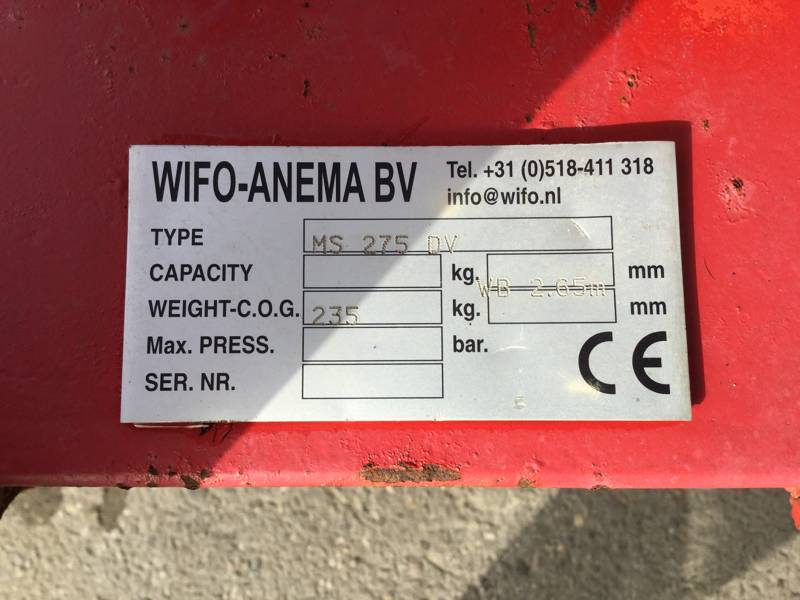 WIFO-ANEMA BV
Tel. +31 (0)518-411 318
info@wifo.nl
TYPE MS 275 DV
CAPACITY kg. mm
WB 2.65m
WEIGHT-C.O.G. 235 kg. mm
Max. PRESS. bar.
SER. NR.
CE